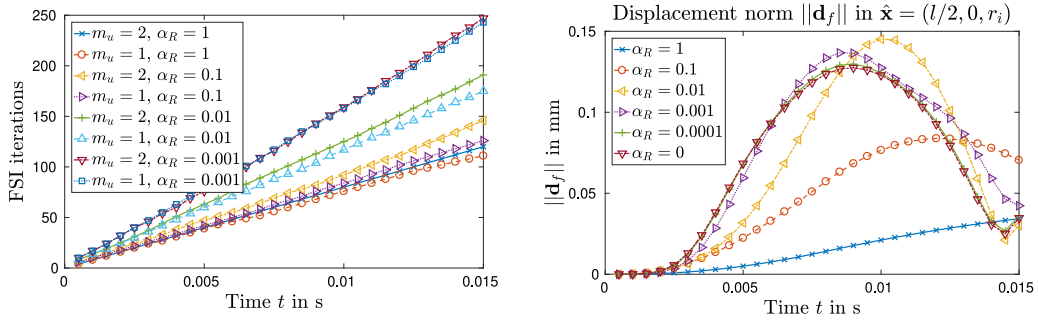 FSI iterations
300
250
200
150
100
50
0
m_u = 2, α_R = 1
m_u = 1, α_R = 1
m_u = 2, α_R = 0.1
m_u = 1, α_R = 0.1
m_u = 2, α_R = 0.01
m_u = 1, α_R = 0.01
m_u = 2, α_R = 0.001
m_u = 1, α_R = 0.001
0.005
0.01
0.015
Time t in s
Displacement norm ||d_f|| in x̂ = (l/2, 0, r_i)
||d_f|| in mm
0.15
0.1
0.05
0
α_R = 1
α_R = 0.1
α_R = 0.01
α_R = 0.001
α_R = 0.0001
α_R = 0
0
0.005
0.01
0.015
Time t in s